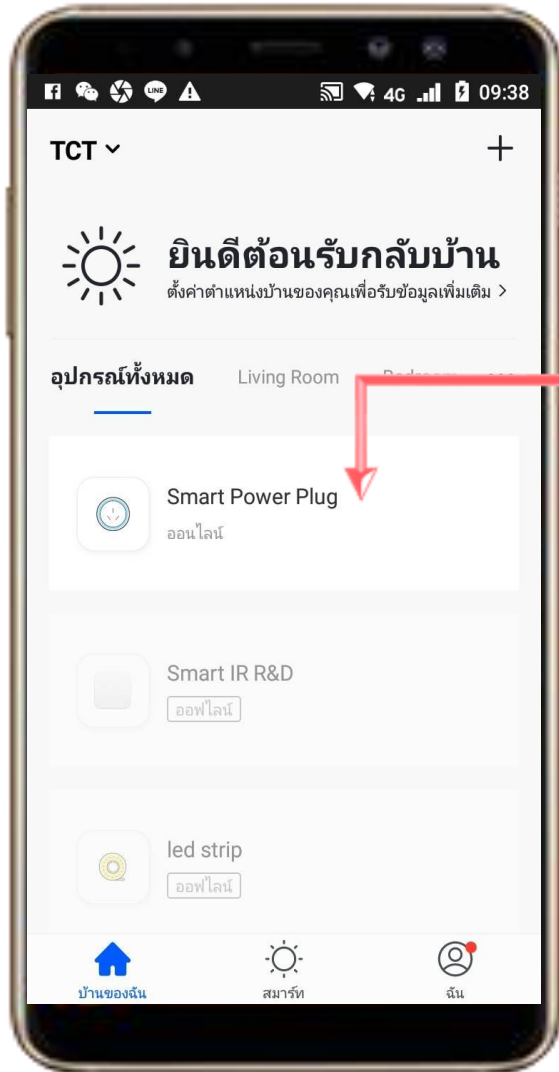 4G 09:38
TCT
ยินดีต้อนรับกลับบ้าน
ตั้งค่าตำแหน่งบ้านของคุณเพื่อรับข้อมูลเพิ่มเติม >
อุปกรณ์ทั้งหมด Living Room
Smart Power Plug
ออนไลน์
Smart IR R&D
ออฟไลน์
led strip
ออฟไลน์
บ้านของฉัน สมาร์ท ฉัน